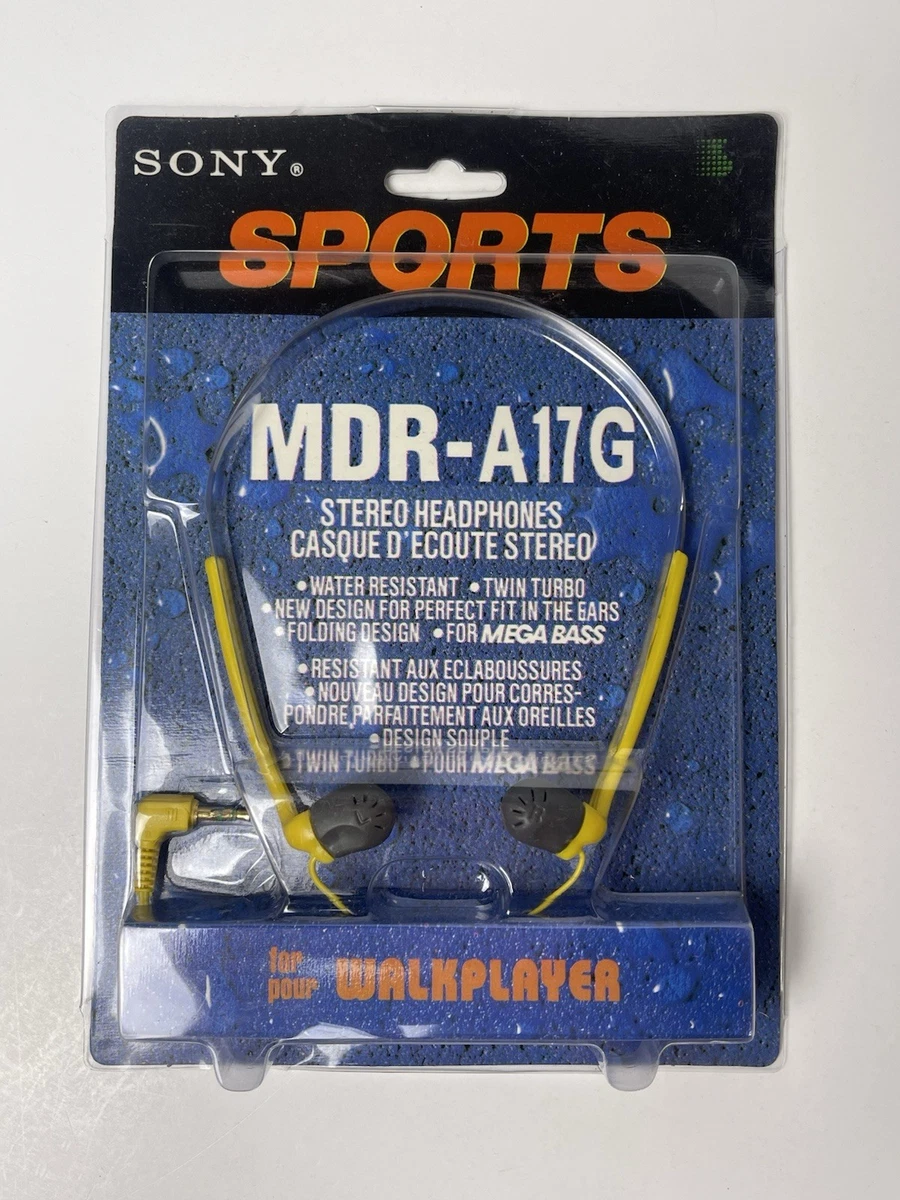 SONY®
SPORTS
MDR-A17G
STEREO HEADPHONES
CASQUE D'ECOUTE STEREO
•WATER RESISTANT •TWIN TURBO
•NEW DESIGN FOR PERFECT FIT IN THE EARS
•FOLDING DESIGN •FOR MEGA BASS
•RESISTANT AUX ECLABOUSSURES
•NOUVEAU DESIGN POUR CORRES-
PONDRE PARFAITEMENT AUX OREILLES
•DESIGN SOUPLE
•TWIN TURBO •POUR MEGA BASS
for
pour WALKPLAYER